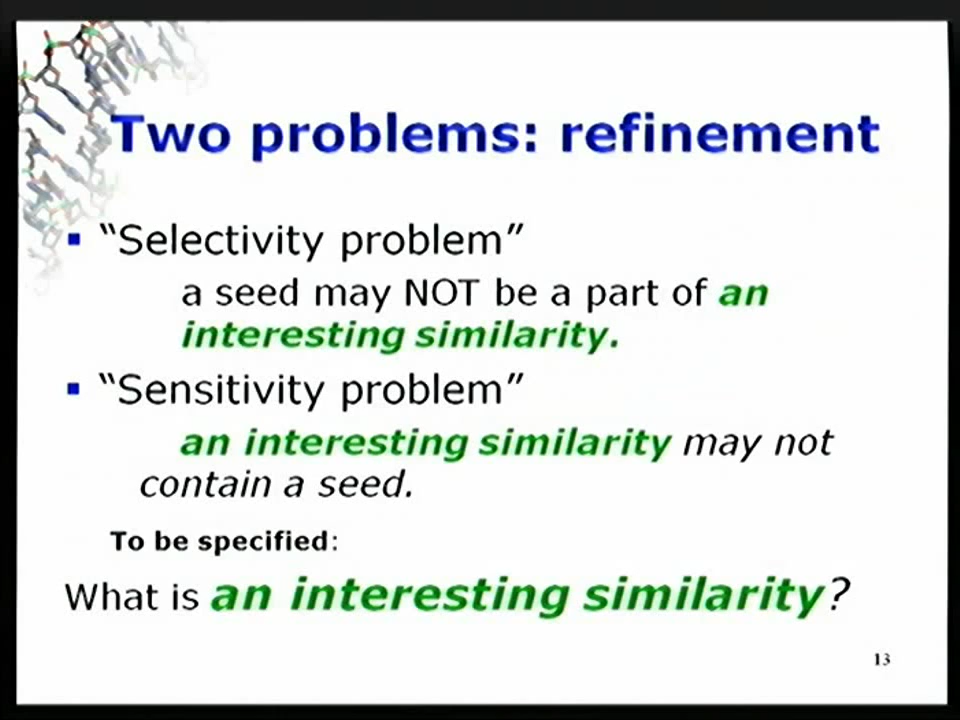 Two problems: refinement
▪ “Selectivity problem”
a seed may NOT be a part of an
interesting similarity.
▪ “Sensitivity problem”
an interesting similarity may not
contain a seed.
To be specified:
What is an interesting similarity?
13